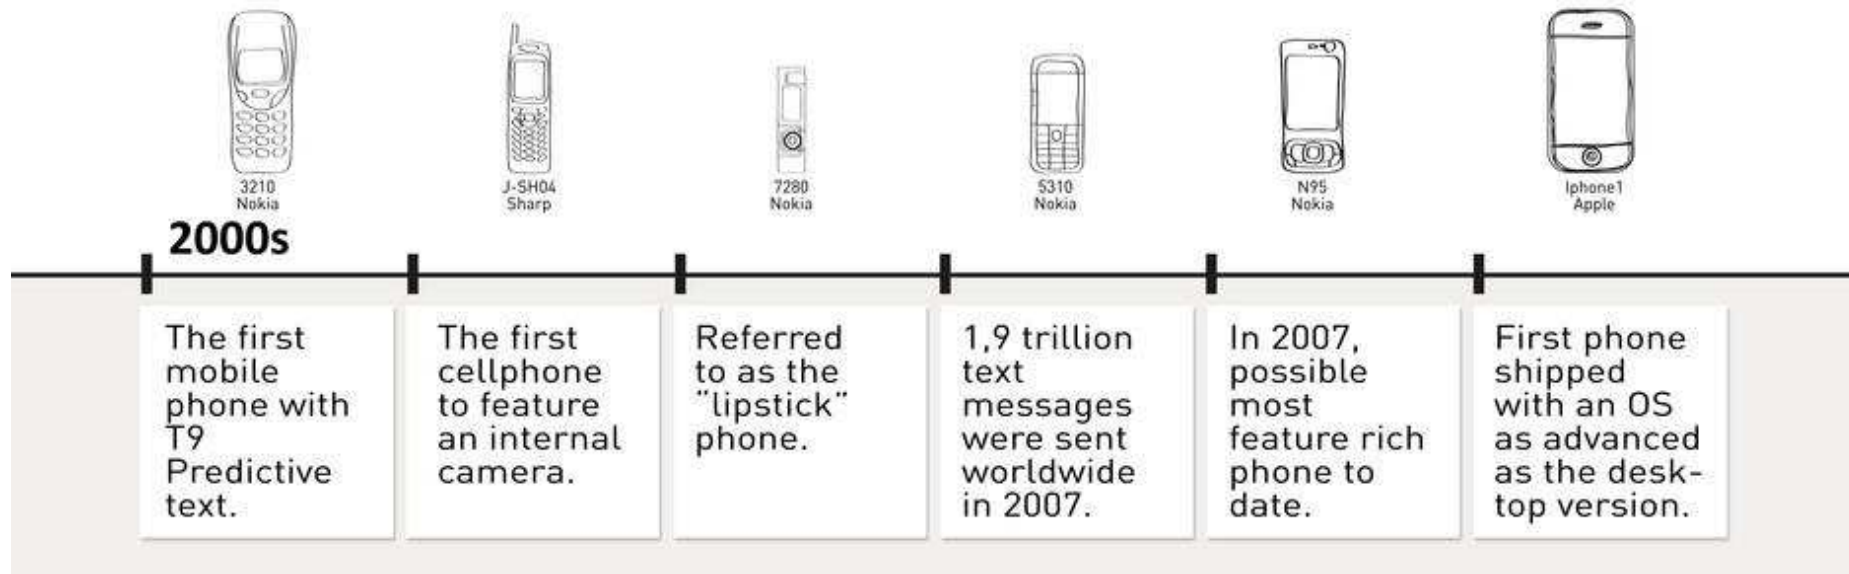 3210
Nokia
J-SH04
Sharp
7280
Nokia
5310
Nokia
N95
Nokia
Iphone1
Apple
2000s
The first
mobile
phone with
T9
Predictive
text.
The first
cellphone
to feature
an internal
camera.
Referred
to as the
"lipstick"
phone.
1,9 trillion
text
messages
were sent
worldwide
in 2007.
In 2007,
possible
most
feature rich
phone to
date.
First phone
shipped
with an OS
as advanced
as the desk-
top version.